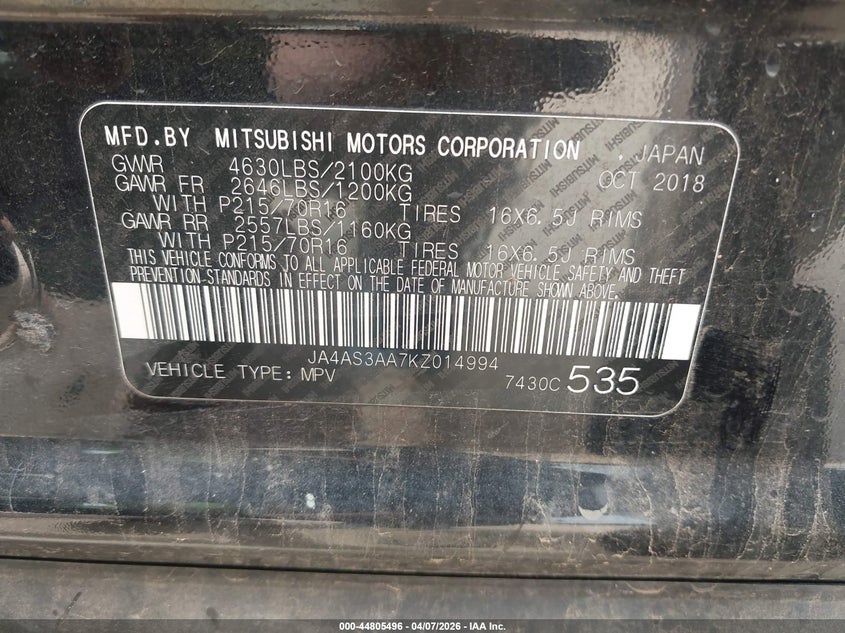 MFD.BY MITSUBISHI MOTORS CORPORATION , JAPAN
GVWR 4630LBS/2100KG OCT 2018
GAWR FR 2646LBS/1200KG
WITH P215/70R16 TIRES 16X6.5J RIMS
GAWR RR 2557LBS/1160KG
WITH P215/70R16 TIRES 16X6.5J RIMS
THIS VEHICLE CONFORMS TO ALL APPLICABLE FEDERAL MOTOR VEHICLE SAFETY AND THEFT
PREVENTION-STANDARDS IN EFFECT ON THE DATE OF MANUFACTURE SHOWN ABOVE.
JA4AS3AA7KZ014994
VEHICLE TYPE: MPV 7430C 535
000-44805496 - 04/07/2026 - IAA Inc.